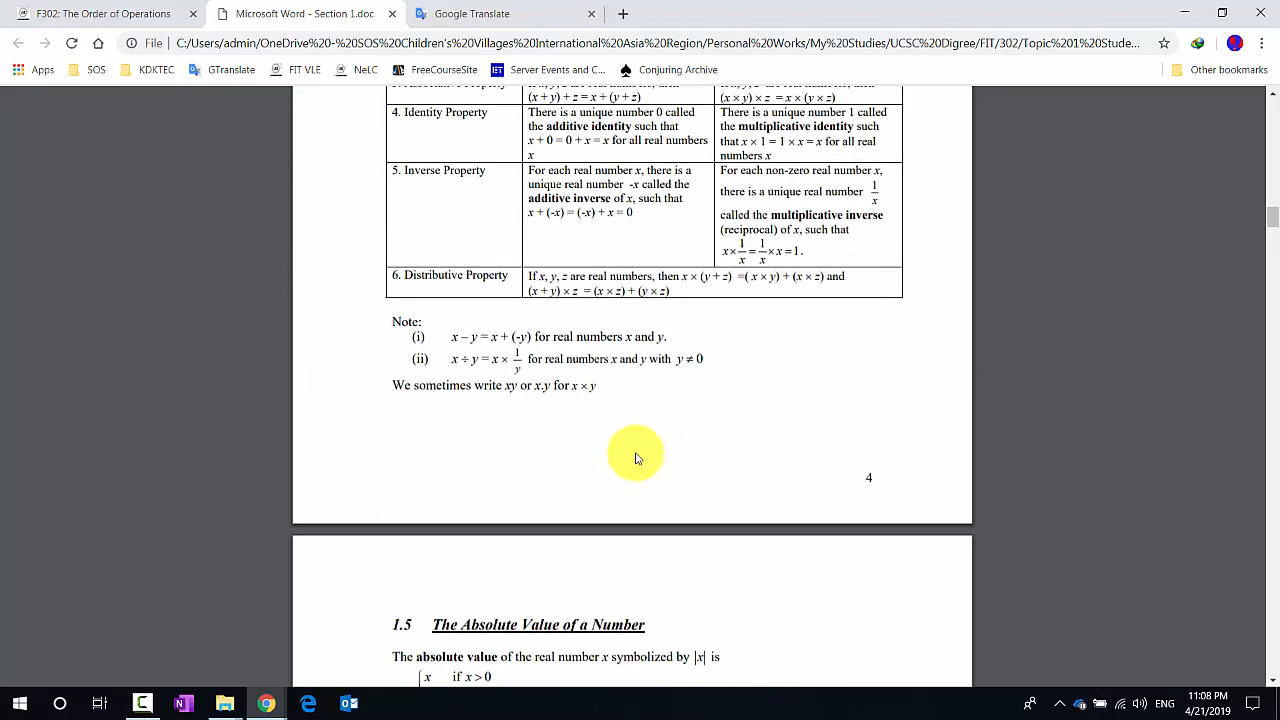 F302: The Order of Operations
Microsoft Word - Section 1.doc
Google Translate
File
C:/Users/admin/OneDrive%20-%20SOS%20Children's%20Villages%20International%20Asia%20Region/Personal%20Works/My%20Studies/UCSC%20Degree/FIT/302/Topic%201%20Stude...
Apps SOS KDKTEC GTranslate FIT VLE NeLC FreeCourseSite Server Events and C... Conjuring Archive Other bookmarks
(x + y) + z = x + (y + z)
(x × y) × z = x × (y × z)
4. Identity Property
There is a unique number 0 called
the additive identity such that
x + 0 = 0 + x = x for all real numbers
x
There is a unique number 1 called
the multiplicative identity such
that x × 1 = 1 × x = x for all real
numbers x
5. Inverse Property
For each real number x, there is a
unique real number -x called the
additive inverse of x, such that
x + (-x) = (-x) + x = 0
For each non-zero real number x,
there is a unique real number 1/x
called the multiplicative inverse
(reciprocal) of x, such that
x × 1/x = 1/x × x = 1.
6. Distributive Property
If x, y, z are real numbers, then x × (y + z) =( x × y) + (x × z) and
(x + y) × z = (x × z) + (y × z)
Note:
(i) x – y = x + (-y) for real numbers x and y.
(ii) x ÷ y = x × 1/y for real numbers x and y with y ≠ 0
We sometimes write xy or x.y for x × y
4
1.5 The Absolute Value of a Number
The absolute value of the real number x symbolized by |x| is
x if x > 0
ENG
11:08 PM
4/21/2019